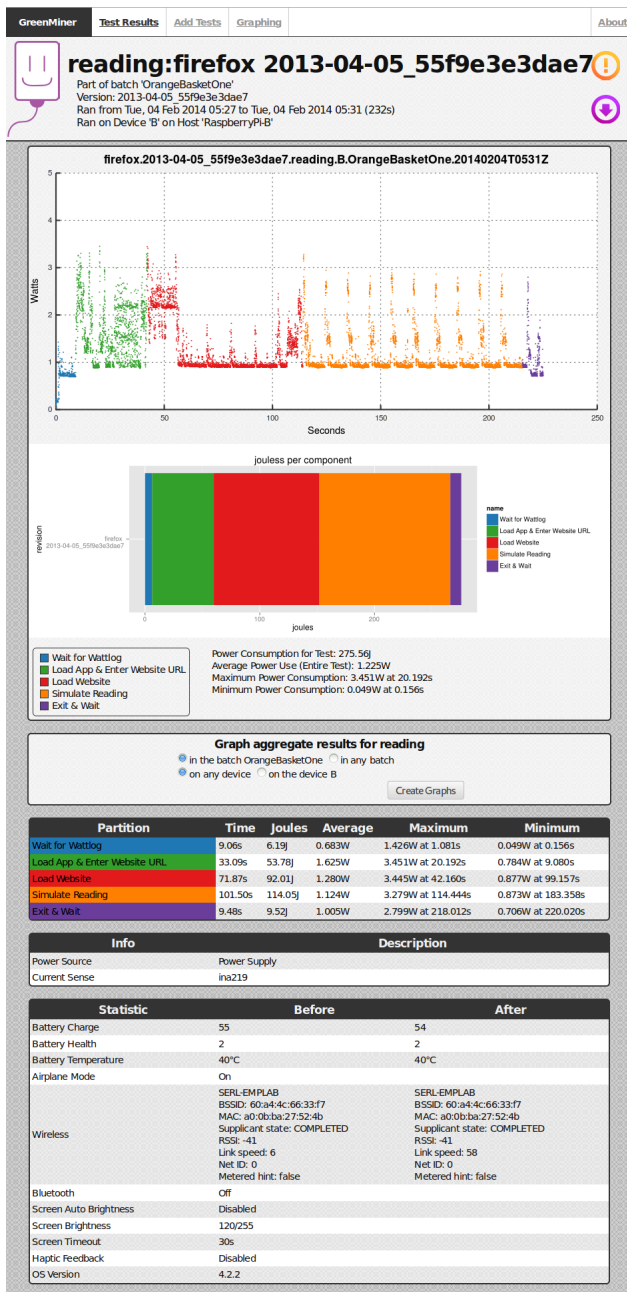 GreenMiner Test Results Add Tests Graphing About
reading:firefox 2013-04-05_55f9e3e3dae7
Part of batch 'OrangeBasketOne'
Version: 2013-04-05_55f9e3e3dae7
Ran from Tue, 04 Feb 2014 05:27 to Tue, 04 Feb 2014 05:31 (232s)
Ran on Device 'B' on Host 'RaspberryPi-B'
firefox.2013-04-05_55f9e3e3dae7.reading.B.OrangeBasketOne.20140204T0531Z
5
4
3
2
1
0
Watts
0 50 100 150 200 250
Seconds
jouless per component
revision
firefox
2013-04-05_55f9e3e3dae7
0 100 200
joules
name
Wait for Wattlog
Load App & Enter Website URL
Load Website
Simulate Reading
Exit & Wait
Wait for Wattlog
Load App & Enter Website URL
Load Website
Simulate Reading
Exit & Wait
Power Consumption for Test: 275.56J
Average Power Use (Entire Test): 1.225W
Maximum Power Consumption: 3.451W at 20.192s
Minimum Power Consumption: 0.049W at 0.156s
Graph aggregate results for reading
in the batch OrangeBasketOne in any batch
on any device on the device B
Create Graphs
Partition Time Joules Average Maximum Minimum
Wait for Wattlog 9.06s 6.19J 0.683W 1.426W at 1.081s 0.049W at 0.156s
Load App & Enter Website URL 33.09s 53.78J 1.625W 3.451W at 20.192s 0.784W at 9.080s
Load Website 71.87s 92.01J 1.280W 3.445W at 42.160s 0.877W at 99.157s
Simulate Reading 101.50s 114.05J 1.124W 3.279W at 114.444s 0.873W at 183.358s
Exit & Wait 9.48s 9.52J 1.005W 2.799W at 218.012s 0.706W at 220.020s
Info Description
Power Source Power Supply
Current Sense ina219
Statistic Before After
Battery Charge 55 54
Battery Health 2 2
Battery Temperature 40°C 40°C
Airplane Mode On
Wireless
SERL-EMPLAB SERL-EMPLAB
BSSID: 60:a4:4c:66:33:f7 BSSID: 60:a4:4c:66:33:f7
MAC: a0:0b:ba:27:52:4b MAC: a0:0b:ba:27:52:4b
Supplicant state: COMPLETED Supplicant state: COMPLETED
RSSI: -41 RSSI: -41
Link speed: 6 Link speed: 58
Net ID: 0 Net ID: 0
Metered hint: false Metered hint: false
Bluetooth Off
Screen Auto Brightness Disabled
Screen Brightness 120/255
Screen Timeout 30s
Haptic Feedback Disabled
OS Version 4.2.2